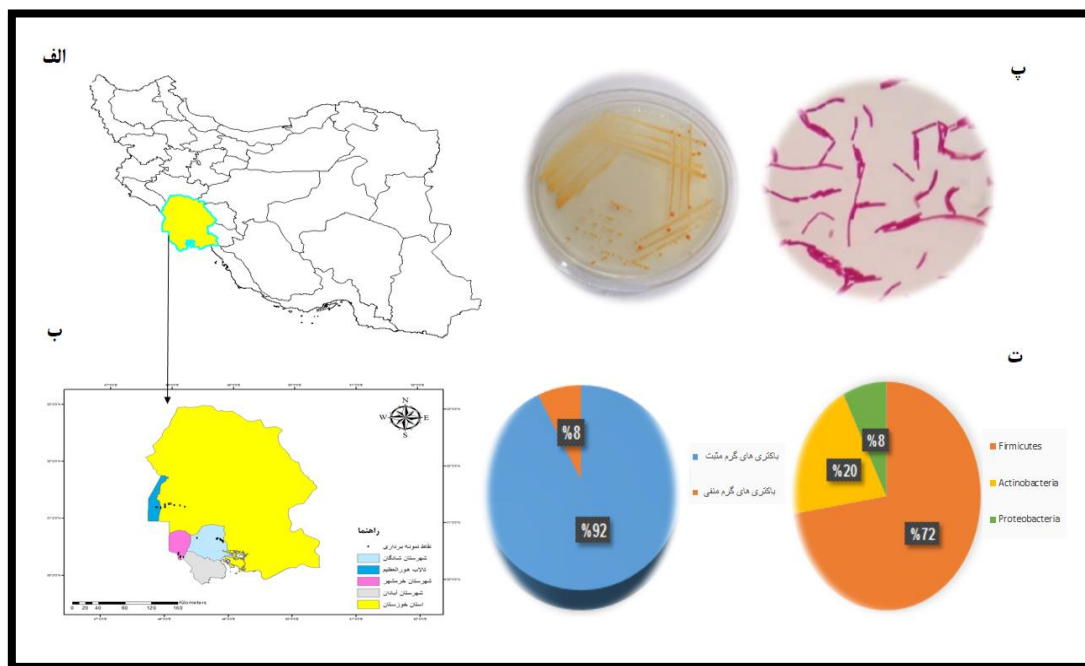 الف
پ
ب
N
W E
S
راهنما
نقاط نمونه برداری
شهرستان شادگان
تالاب هورالعظیم
شهرستان خرمشهر
شهرستان آبادان
استان خوزستان
0 20 40 80 120 160
Kilometers
ت
%8
%92
باکتری های گرم مثبت
باکتری های گرم منفی
%8
%20
%72
Firmicutes
Actinobacteria
Proteobacteria